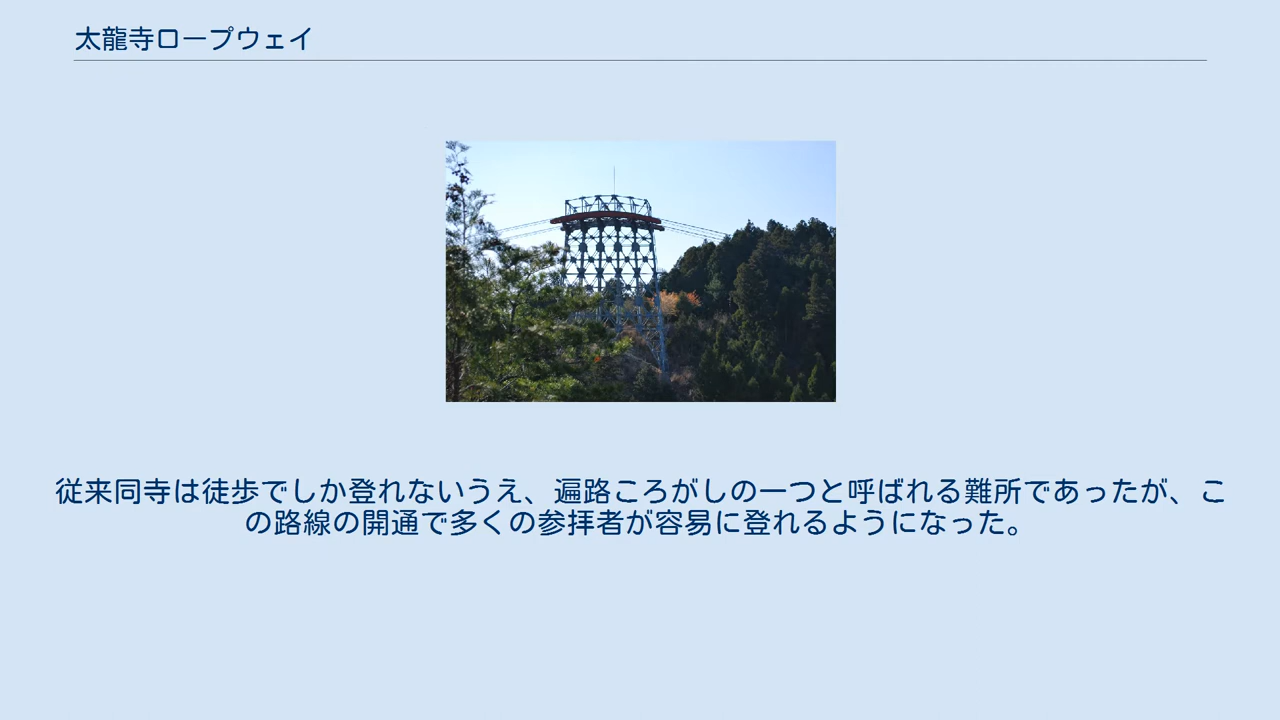 太龍寺ロープウェイ
従来同寺は徒歩でしか登れないうえ、遍路ころがしの一つと呼ばれる難所であったが、こ
の路線の開通で多くの参拝者が容易に登れるようになった。